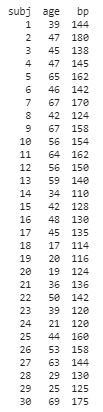 subj age bp
1 39 144
2 47 180
3 45 138
4 47 145
5 65 162
6 46 142
7 67 170
8 42 124
9 67 158
10 56 154
11 64 162
12 56 150
13 59 140
14 34 110
15 42 128
16 48 130
17 45 135
18 17 114
19 20 116
20 19 124
21 36 136
22 50 142
23 39 120
24 21 120
25 44 160
26 53 158
27 63 144
28 29 130
29 25 125
30 69 175